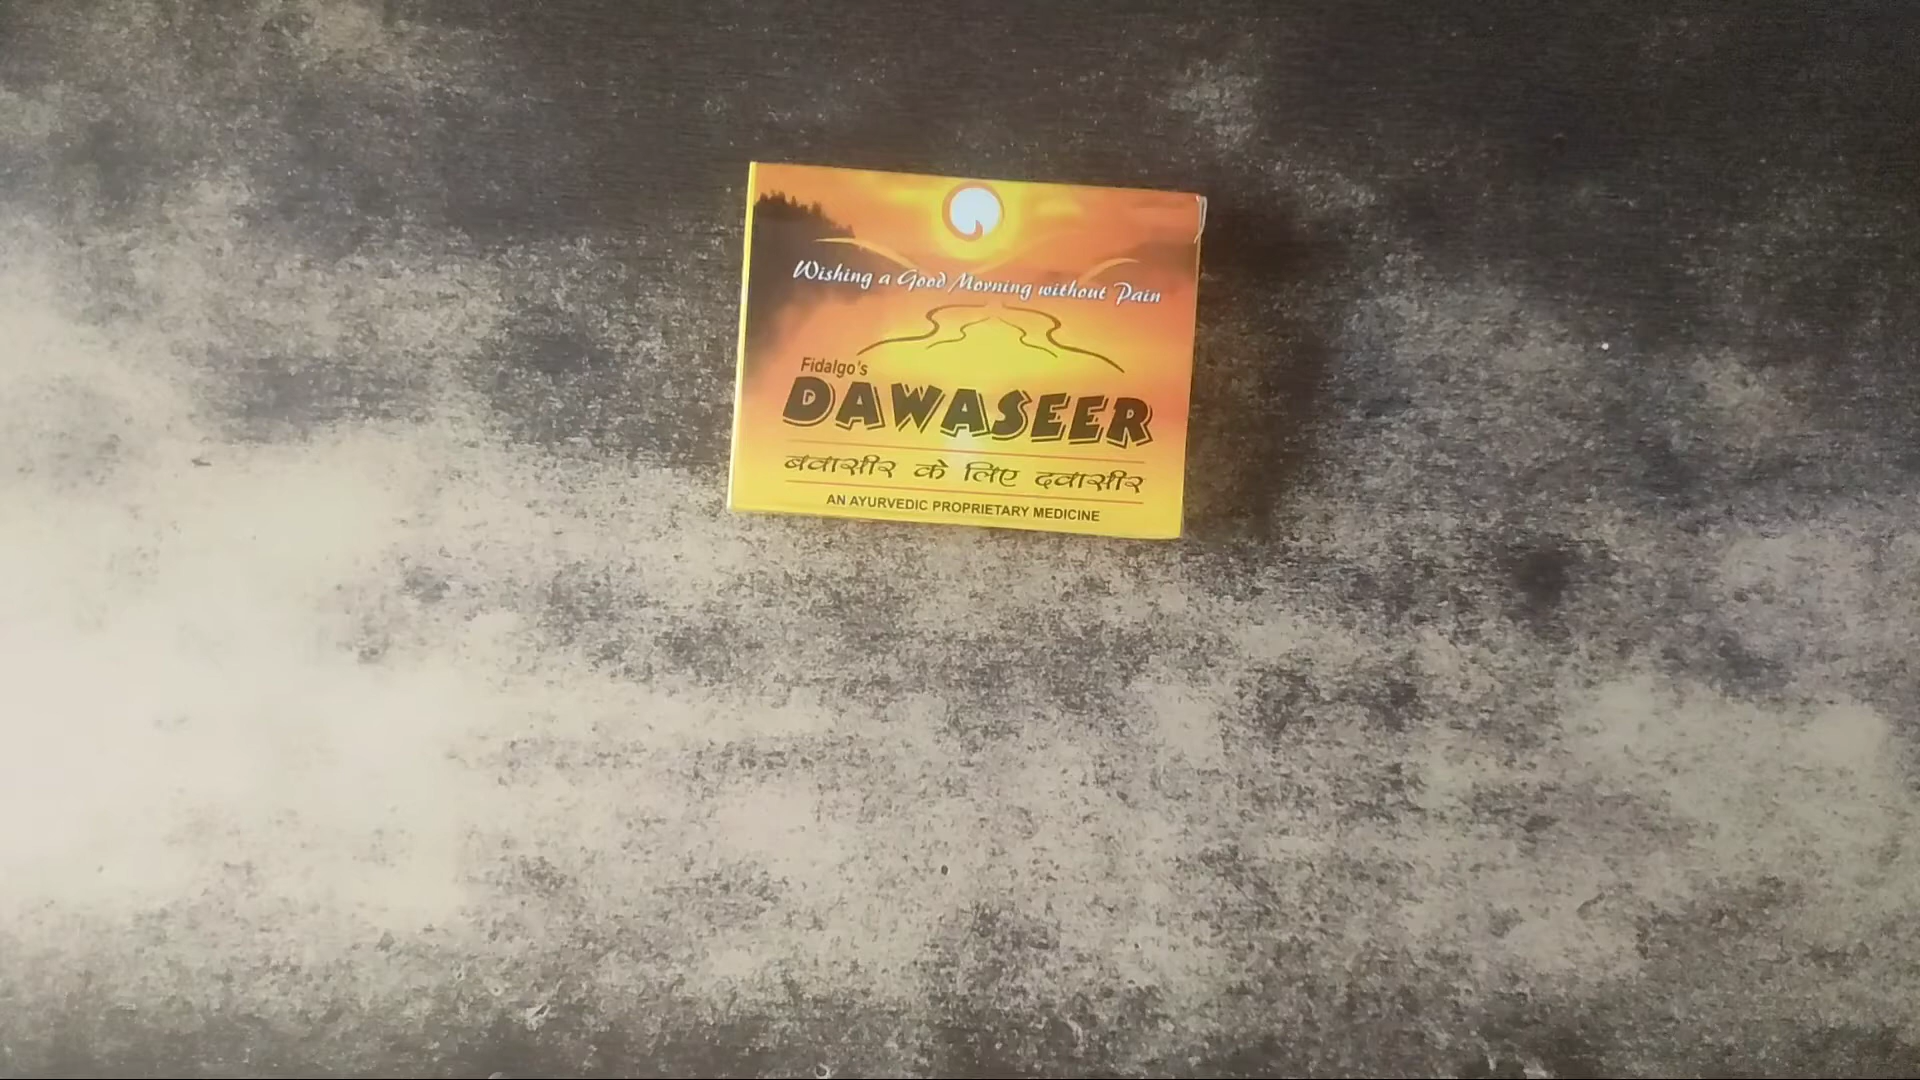 Wishing a Good Morning without Pain
Fidalgo's
DAWASEER
बवासीर के लिए दवासीर
AN AYURVEDIC PROPRIETARY MEDICINE